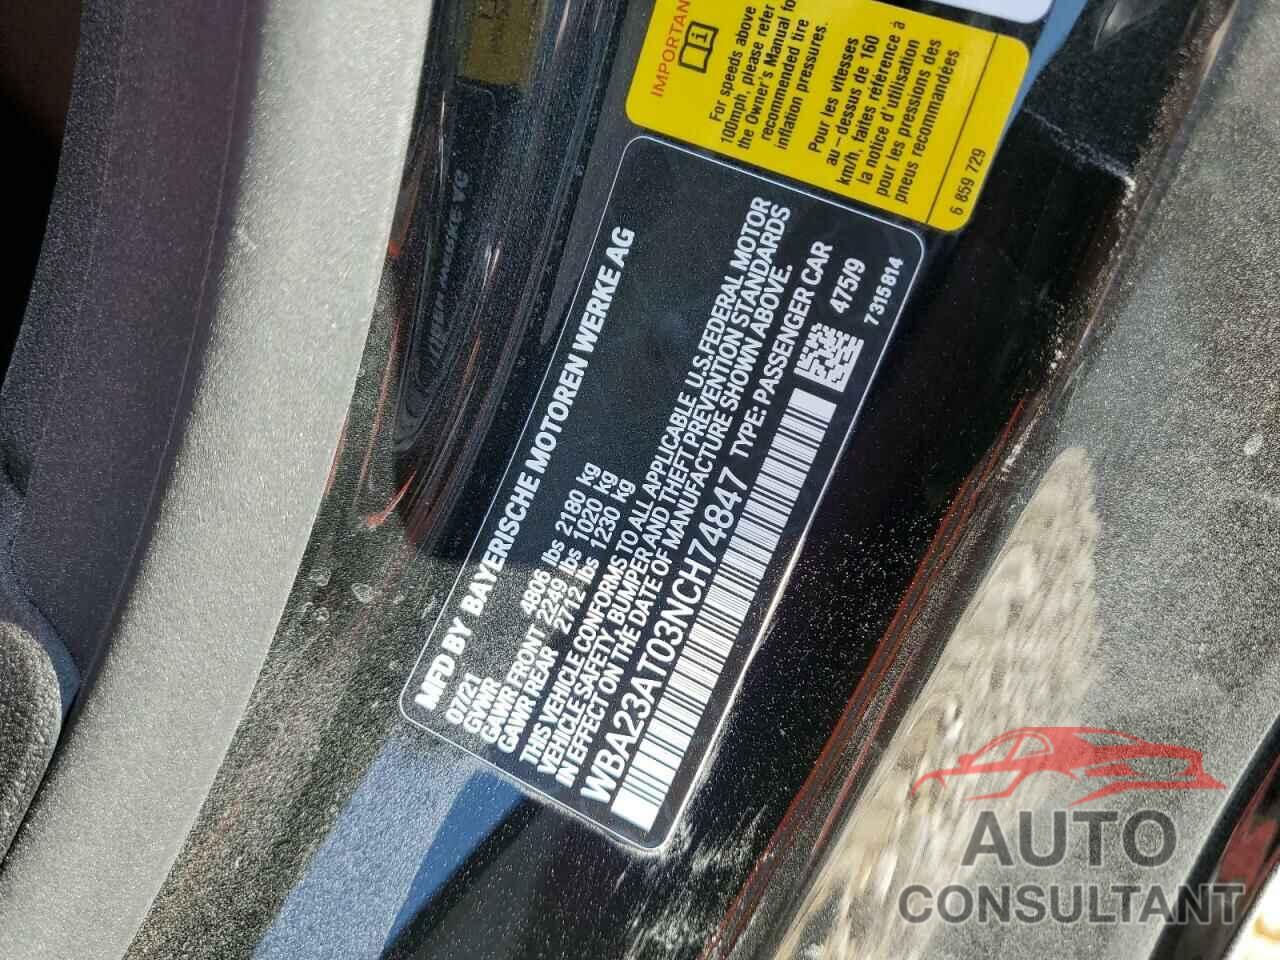 IMPORTAN
For speeds above
100mph, please refer
the Owner's Manual fo
recommended tire
inflation pressures.
Pour les vitesses
au-dessus de 160
km/h, faites référence à
la notice d'utilisation
pour les pressions des
pneus recommandées
6 859 729
MFD BY BAYERISCHE MOTOREN WERKE AG
07/21
GVWR 4806 lbs 2180 kg
GAWR FRONT 2249 lbs 1020 kg
GAWR REAR 2712 lbs 1230 kg
THIS VEHICLE CONFORMS TO ALL APPLICABLE U.S.FEDERAL MOTOR
VEHICLE SAFETY, BUMPER AND THEFT PREVENTION STANDARDS
IN EFFECT ON THE DATE OF MANUFACTURE SHOWN ABOVE.
WBA23AT03NCH74847 TYPE: PASSENGER CAR
475/9
7315814
AUTO
CONSULTANT